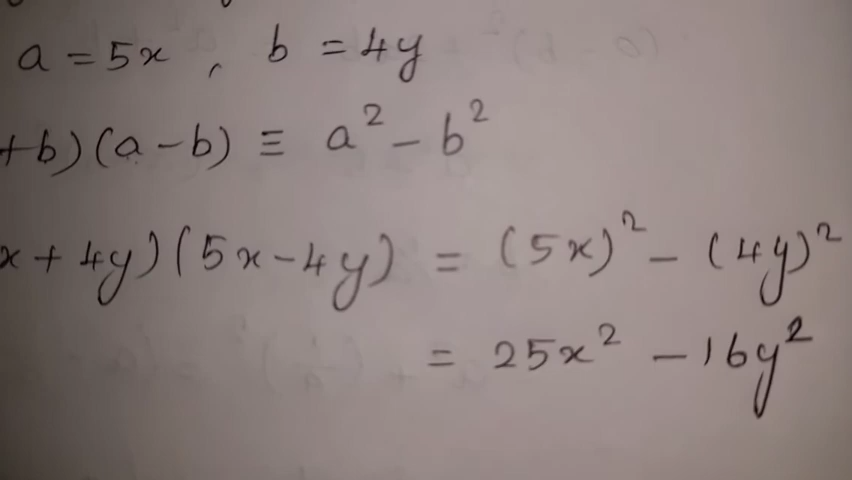 a = 5x , b = 4y
+b)(a-b) ≡ a² - b²
x + 4y)(5x - 4y) = (5x)² - (4y)²
= 25x² - 16y²